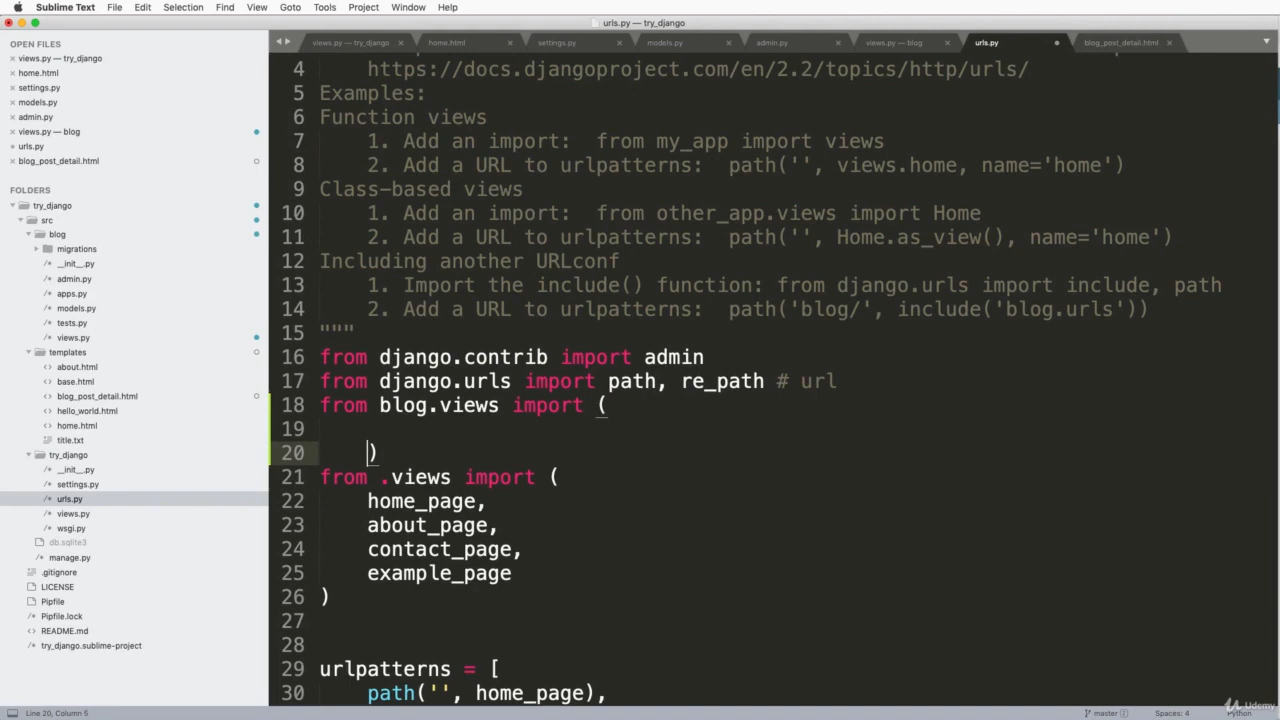 Sublime Text File Edit Selection Find View Goto Tools Project Window Help
urls.py — try_django
OPEN FILES
views.py — try_django
home.html
settings.py
models.py
admin.py
views.py — blog
urls.py
blog_post_detail.html
FOLDERS
try_django
src
blog
migrations
__init__.py
admin.py
apps.py
models.py
tests.py
views.py
templates
about.html
base.html
blog_post_detail.html
hello_world.html
home.html
title.txt
try_django
__init__.py
settings.py
urls.py
views.py
wsgi.py
db.sqlite3
manage.py
.gitignore
LICENSE
Pipfile
Pipfile.lock
README.md
try_django.sublime-project
views.py — try_django home.html settings.py models.py admin.py views.py — blog urls.py blog_post_detail.html
4 https://docs.djangoproject.com/en/2.2/topics/http/urls/
5 Examples:
6 Function views
7 1. Add an import:  from my_app import views
8 2. Add a URL to urlpatterns:  path('', views.home, name='home')
9 Class-based views
10 1. Add an import:  from other_app.views import Home
11 2. Add a URL to urlpatterns:  path('', Home.as_view(), name='home')
12 Including another URLconf
13 1. Import the include() function: from django.urls import include, path
14 2. Add a URL to urlpatterns:  path('blog/', include('blog.urls'))
15 """
16 from django.contrib import admin
17 from django.urls import path, re_path # url
18 from blog.views import (
19
20 )
21 from .views import (
22 home_page,
23 about_page,
24 contact_page,
25 example_page
26 )
27
28
29 urlpatterns = [
30 path('', home_page),
Line 20, Column 5 master 2 Spaces: 4 Python
Udemy